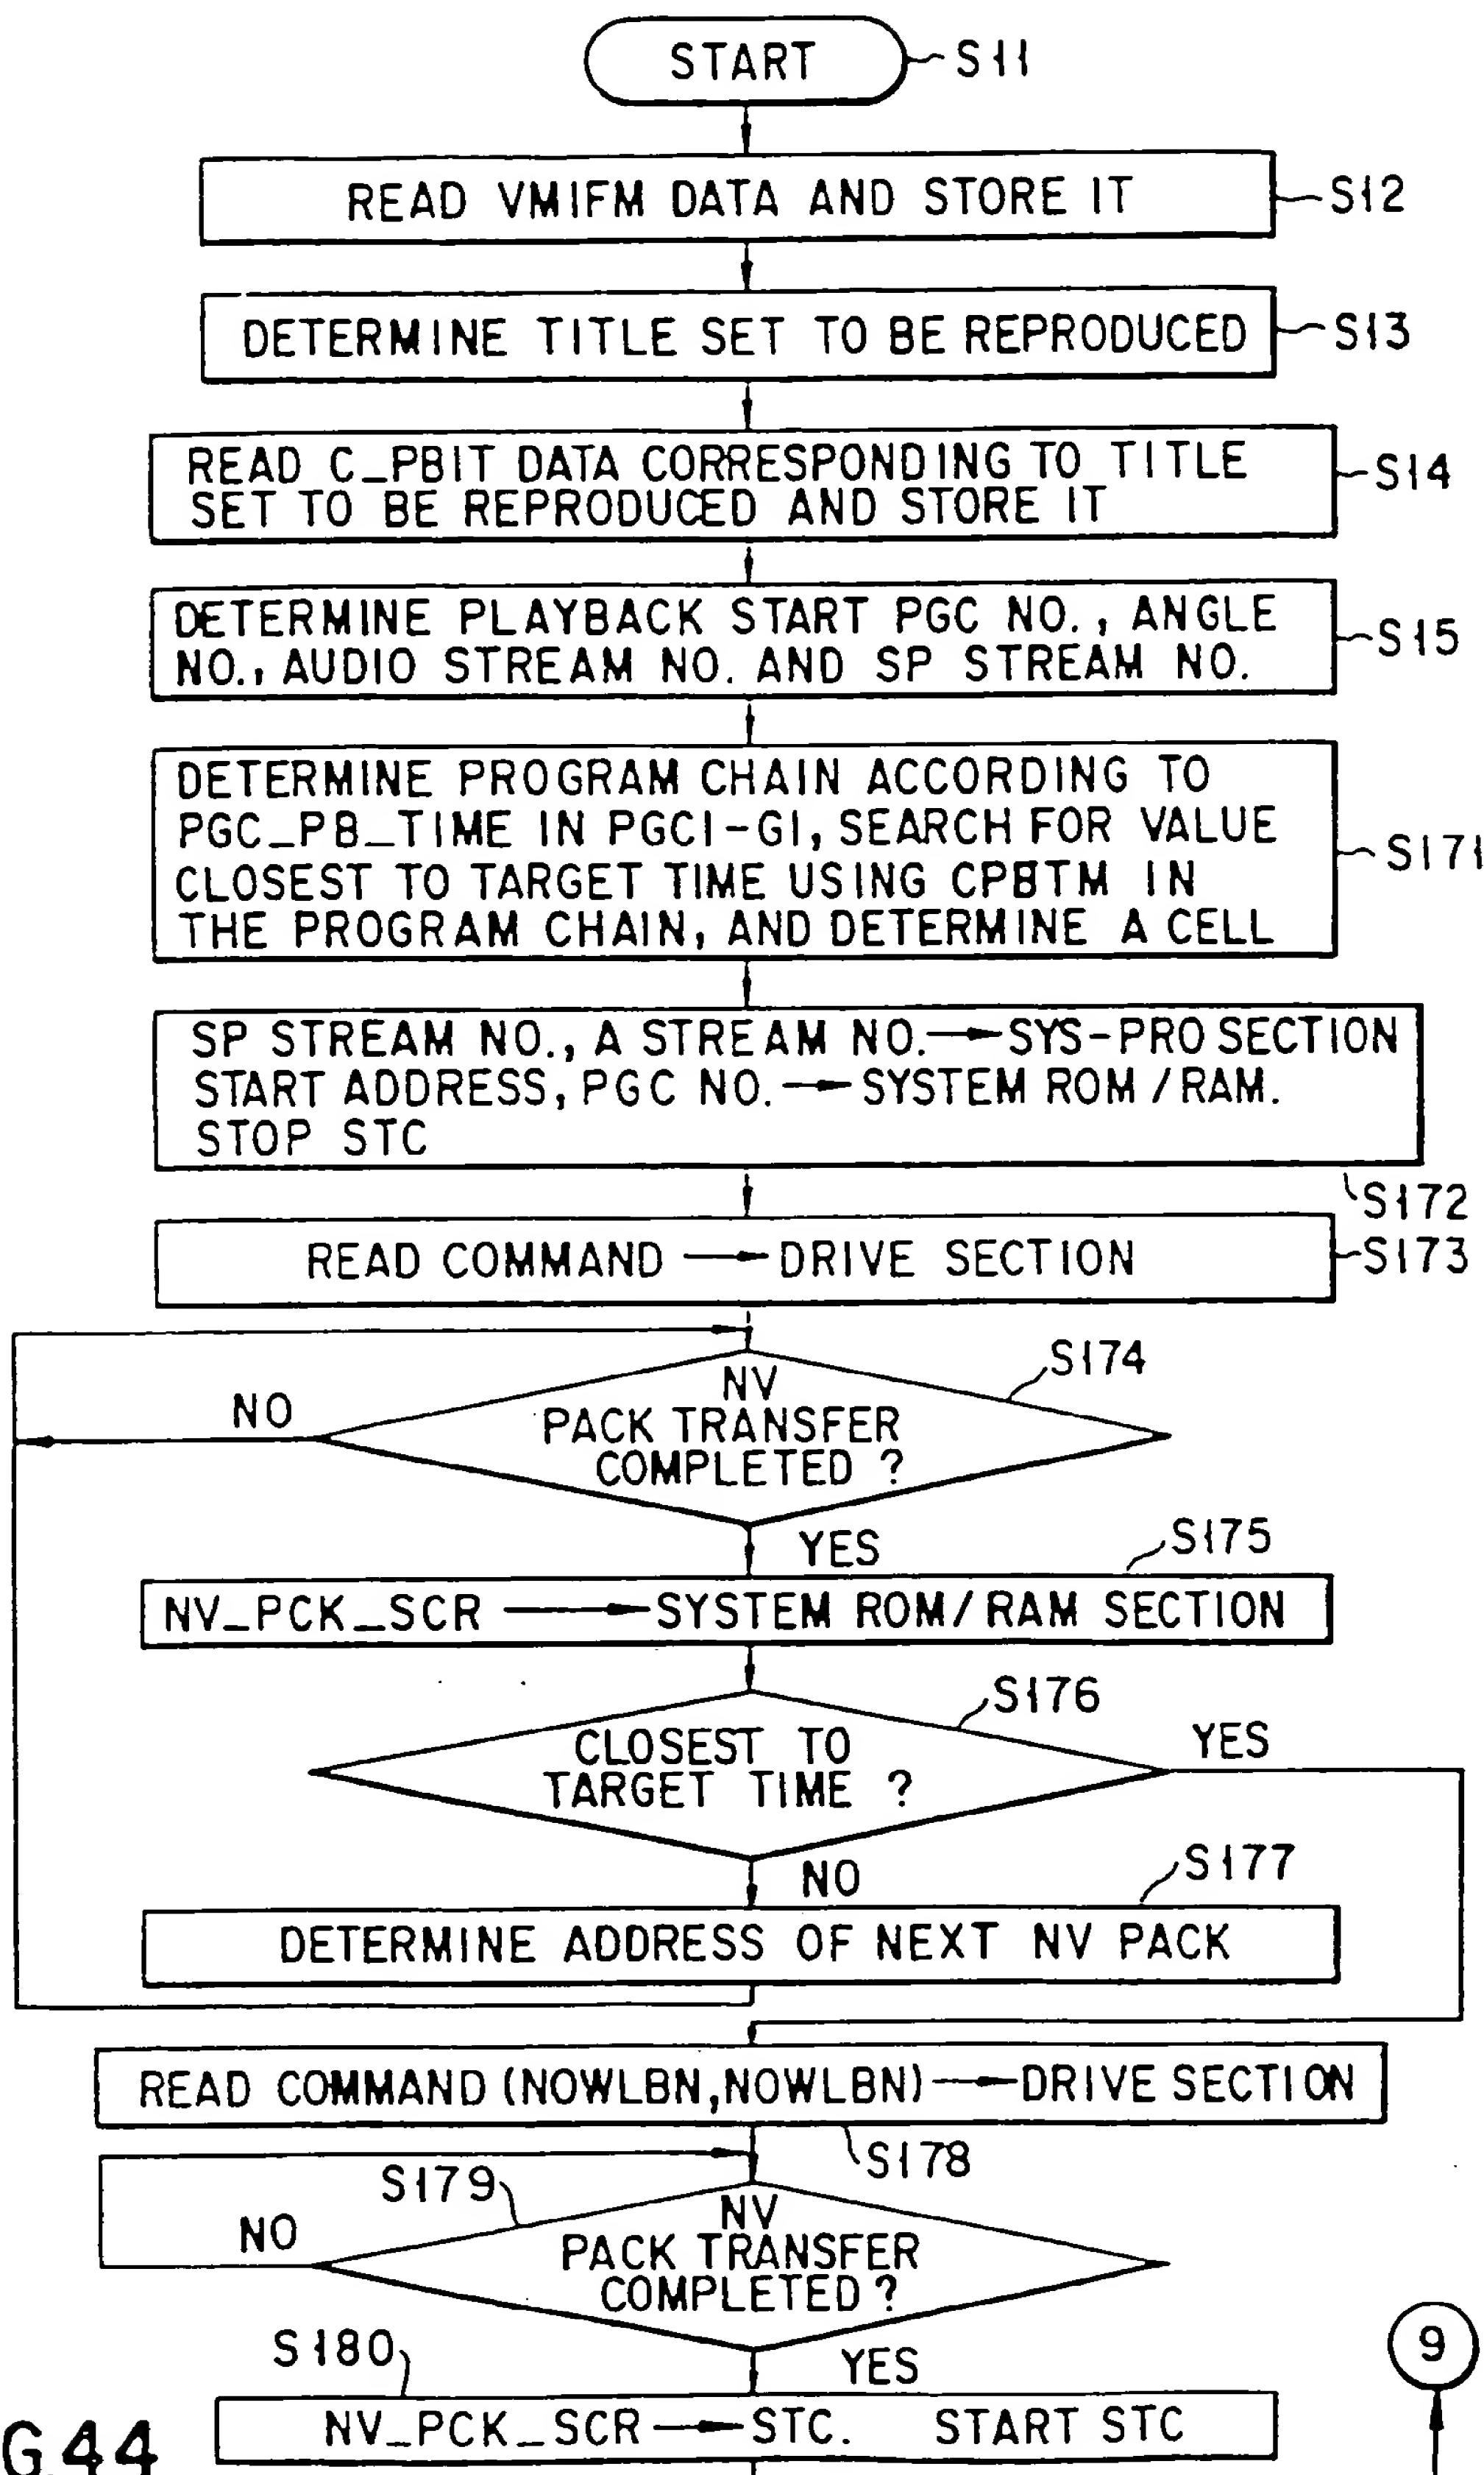 START
S11
READ VMIFM DATA AND STORE IT
S12
DETERMINE TITLE SET TO BE REPRODUCED
S13
READ C_PBIT DATA CORRESPONDING TO TITLE
SET TO BE REPRODUCED AND STORE IT
S14
DETERMINE PLAYBACK START PGC NO., ANGLE
NO., AUDIO STREAM NO. AND SP STREAM NO.
S15
DETERMINE PROGRAM CHAIN ACCORDING TO
PGC_PB_TIME IN PGCI-GI, SEARCH FOR VALUE
CLOSEST TO TARGET TIME USING CPBTM IN
THE PROGRAM CHAIN, AND DETERMINE A CELL
S171
SP STREAM NO., A STREAM NO.→SYS-PRO SECTION
START ADDRESS, PGC NO.→SYSTEM ROM/RAM.
STOP STC
S172
READ COMMAND→DRIVE SECTION
S173
S174
NV
PACK TRANSFER
COMPLETED ?
NO
YES
S175
NV_PCK_SCR→SYSTEM ROM/RAM SECTION
S176
CLOSEST TO
TARGET TIME ?
YES
NO
S177
DETERMINE ADDRESS OF NEXT NV PACK
READ COMMAND (NOWLBN,NOWLBN)→DRIVE SECTION
S178
S179
NV
PACK TRANSFER
COMPLETED ?
NO
YES
S180
9
NV_PCK_SCR→STC. START STC
G.44